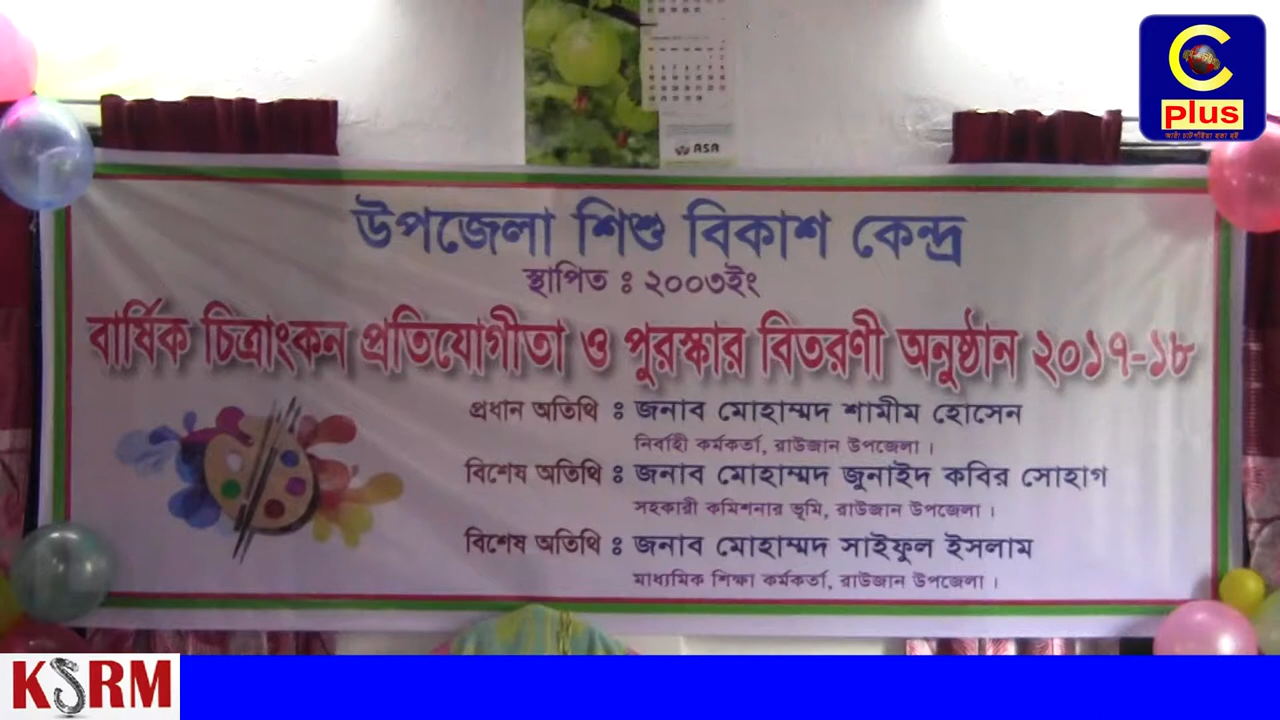 C
plus
ASA
উপজেলা শিশু বিকাশ কেন্দ্র
স্থাপিত : ২০০৩ইং
বার্ষিক চিত্রাংকন প্রতিযোগীতা ও পুরস্কার বিতরণী অনুষ্ঠান ২০১৭-১৮
প্রধান অতিথি : জনাব মোহাম্মদ শামীম হোসেন
নির্বাহী কর্মকর্তা, রাউজান উপজেলা ।
বিশেষ অতিথি : জনাব মোহাম্মদ জুনাইদ কবির সোহাগ
সহকারী কমিশনার ভূমি, রাউজান উপজেলা ।
বিশেষ অতিথি : জনাব মোহাম্মদ সাইফুল ইসলাম
মাধ্যমিক শিক্ষা কর্মকর্তা, রাউজান উপজেলা ।
KSRM